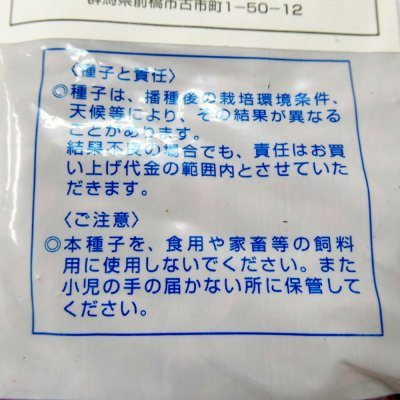 群馬県前橋市古市町1-50-12
〈種子と責任〉
◎種子は、播種後の栽培環境条件、
天候等により、その結果が異なる
ことがあります。
結果不良の場合でも、責任はお買
い上げ代金の範囲内とさせていた
だきます。
〈ご注意〉
◎本種子を、食用や家畜等の飼料
用に使用しないでください。また
小児の手の届かない所に保管して
ください。